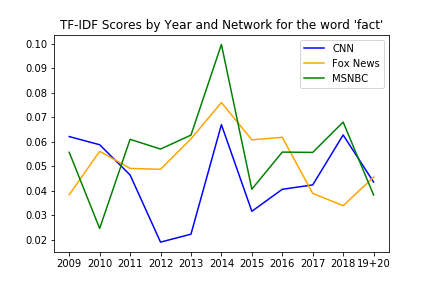 TF-IDF Scores by Year and Network for the word 'fact'
CNN
Fox News
MSNBC
0.10
0.09
0.08
0.07
0.06
0.05
0.04
0.03
0.02
2009 2010 2011 2012 2013 2014 2015 2016 2017 2018 19+20